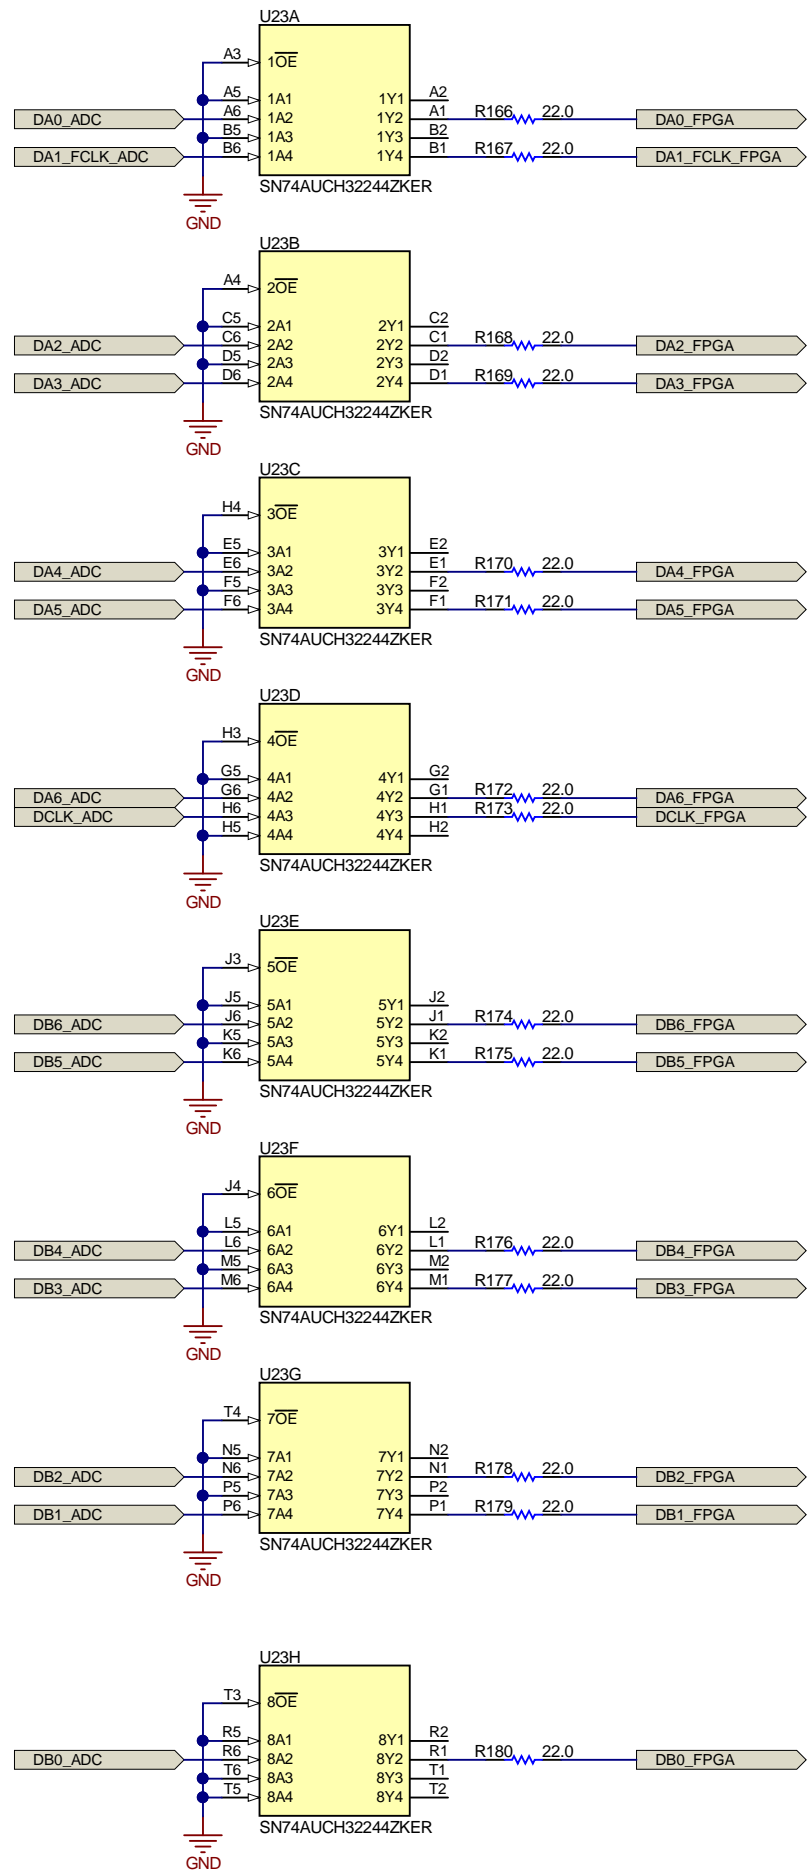 U23A
A3 1OE
A5 1A1 1Y1 A2
DA0_ADC A6 1A2 1Y2 A1 R166 22.0 DA0_FPGA
B5 1A3 1Y3 B2
DA1_FCLK_ADC B6 1A4 1Y4 B1 R167 22.0 DA1_FCLK_FPGA
SN74AUCH32244ZKER
GND
U23B
A4 2OE
C5 2A1 2Y1 C2
DA2_ADC C6 2A2 2Y2 C1 R168 22.0 DA2_FPGA
D5 2A3 2Y3 D2
DA3_ADC D6 2A4 2Y4 D1 R169 22.0 DA3_FPGA
SN74AUCH32244ZKER
GND
U23C
H4 3OE
E5 3A1 3Y1 E2
DA4_ADC E6 3A2 3Y2 E1 R170 22.0 DA4_FPGA
F5 3A3 3Y3 F2
DA5_ADC F6 3A4 3Y4 F1 R171 22.0 DA5_FPGA
SN74AUCH32244ZKER
GND
U23D
H3 4OE
G5 4A1 4Y1 G2
DA6_ADC G6 4A2 4Y2 G1 R172 22.0 DA6_FPGA
DCLK_ADC H6 4A3 4Y3 H1 R173 22.0 DCLK_FPGA
H5 4A4 4Y4 H2
SN74AUCH32244ZKER
GND
U23E
J3 5OE
J5 5A1 5Y1 J2
DB6_ADC J6 5A2 5Y2 J1 R174 22.0 DB6_FPGA
K5 5A3 5Y3 K2
DB5_ADC K6 5A4 5Y4 K1 R175 22.0 DB5_FPGA
SN74AUCH32244ZKER
GND
U23F
J4 6OE
L5 6A1 6Y1 L2
DB4_ADC L6 6A2 6Y2 L1 R176 22.0 DB4_FPGA
M5 6A3 6Y3 M2
DB3_ADC M6 6A4 6Y4 M1 R177 22.0 DB3_FPGA
SN74AUCH32244ZKER
GND
U23G
T4 7OE
N5 7A1 7Y1 N2
DB2_ADC N6 7A2 7Y2 N1 R178 22.0 DB2_FPGA
P5 7A3 7Y3 P2
DB1_ADC P6 7A4 7Y4 P1 R179 22.0 DB1_FPGA
SN74AUCH32244ZKER
GND
U23H
T3 8OE
R5 8A1 8Y1 R2
DB0_ADC R6 8A2 8Y2 R1 R180 22.0 DB0_FPGA
T6 8A3 8Y3 T1
T5 8A4 8Y4 T2
SN74AUCH32244ZKER
GND